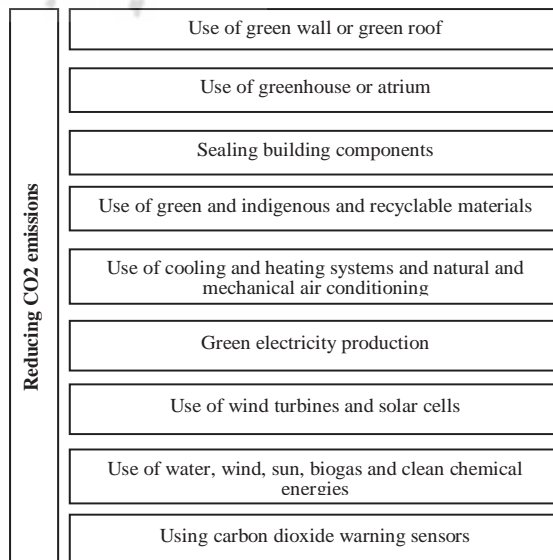 Reducing CO2 emissions
Use of green wall or green roof
Use of greenhouse or atrium
Sealing building components
Use of green and indigenous and recyclable materials
Use of cooling and heating systems and natural and
mechanical air conditioning
Green electricity production
Use of wind turbines and solar cells
Use of water, wind, sun, biogas and clean chemical
energies
Using carbon dioxide warning sensors